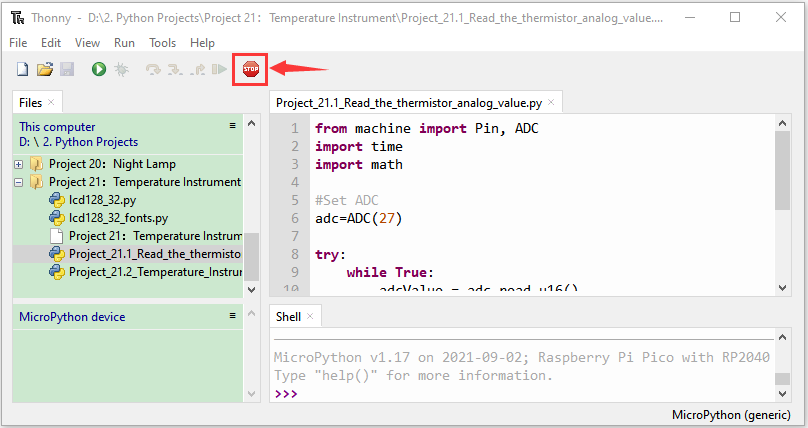 Thonny - D:\2. Python Projects\Project 21：Temperature Instrument\Project_21.1_Read_the_thermistor_analog_value....
File Edit View Run Tools Help
STOP
Files
This computer
D: \ 2. Python Projects
Project 20：Night Lamp
Project 21：Temperature Instrument
lcd128_32.py
lcd128_32_fonts.py
Project 21：Temperature Instrum
Project_21.1_Read_the_thermisto
Project_21.2_Temperature_Instrur
MicroPython device
Project_21.1_Read_the_thermistor_analog_value.py
1 from machine import Pin, ADC
2 import time
3 import math
4
5 #Set ADC
6 adc=ADC(27)
7
8 try:
9 while True:
10 adcValue = adc.read_u16()
Shell
MicroPython v1.17 on 2021-09-02; Raspberry Pi Pico with RP2040
Type "help()" for more information.
>>>
MicroPython (generic)